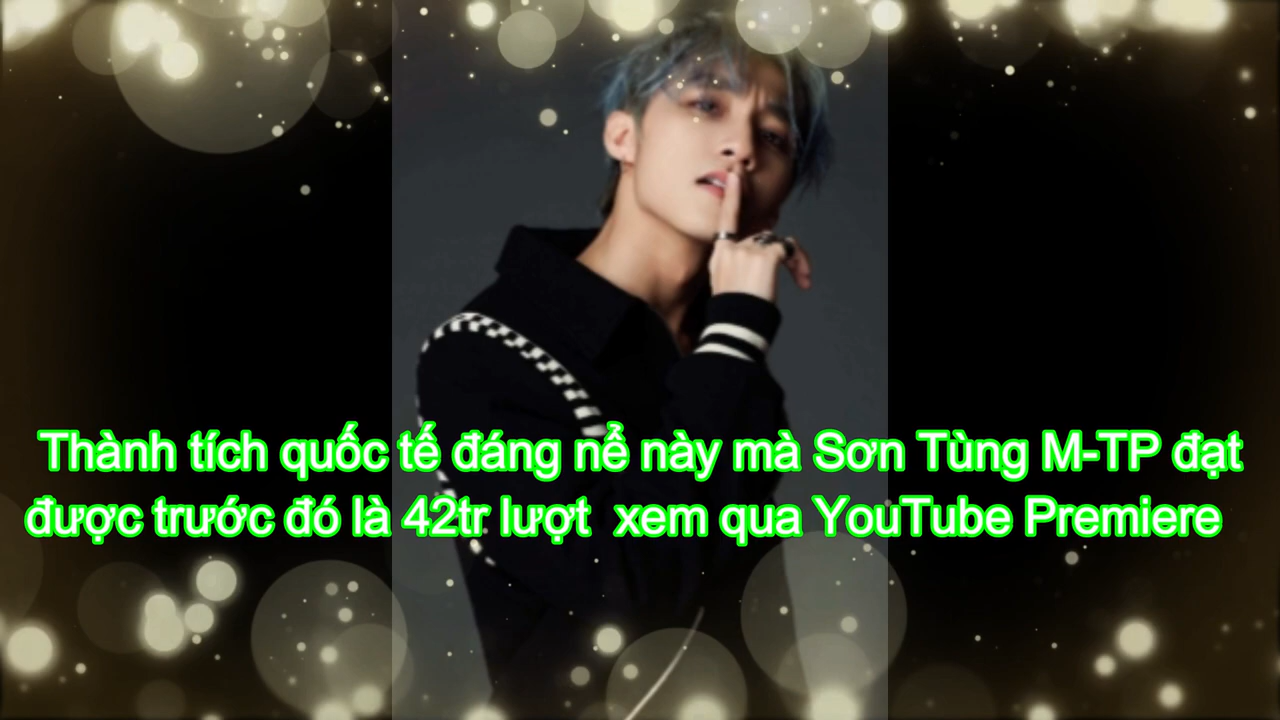 Thành tích quốc tế đáng nể này mà Sơn Tùng M-TP đạt
được trước đó là 42tr lượt  xem qua YouTube Premiere